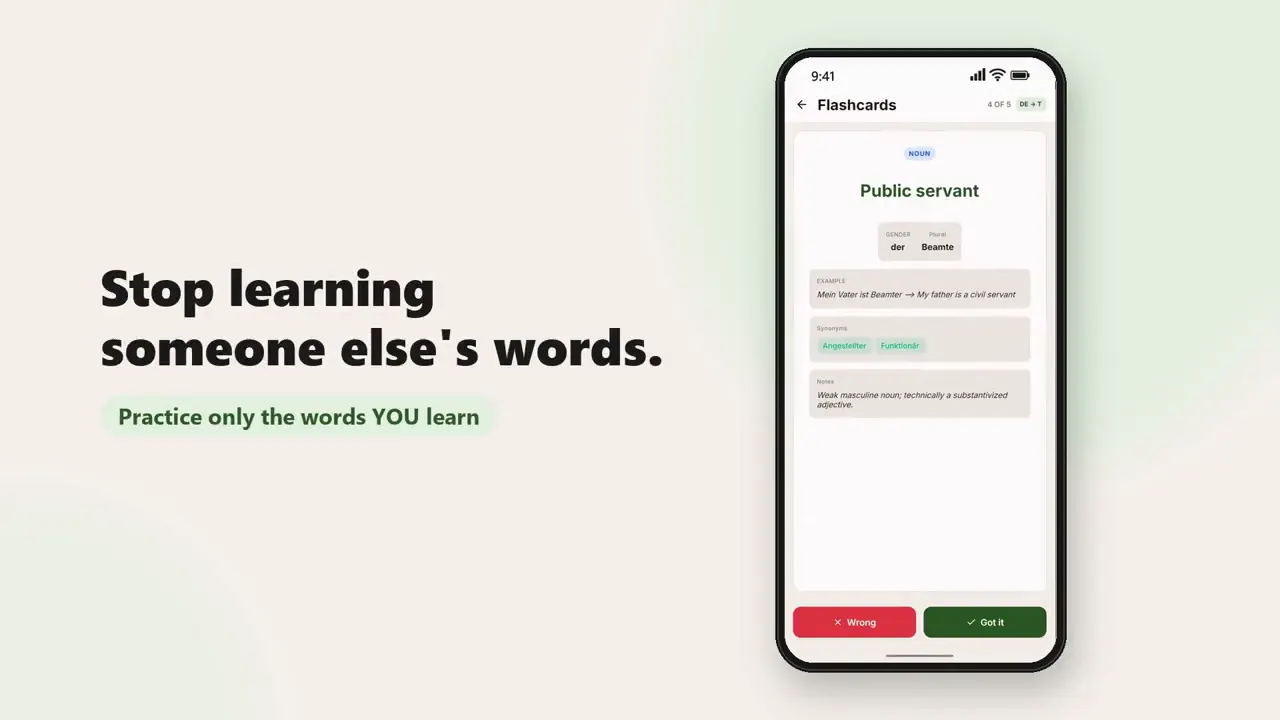 Stop learning
someone else's words.
Practice only the words YOU learn
9:41
Flashcards
4 OF 5
DE → T
NOUN
Public servant
GENDER Plural
der Beamte
EXAMPLE
Mein Vater ist Beamter —> My father is a civil servant
Synonyms
Angestellter Funktionär
Notes
Weak masculine noun; technically a substantivized
adjective.
× Wrong
✓ Got it